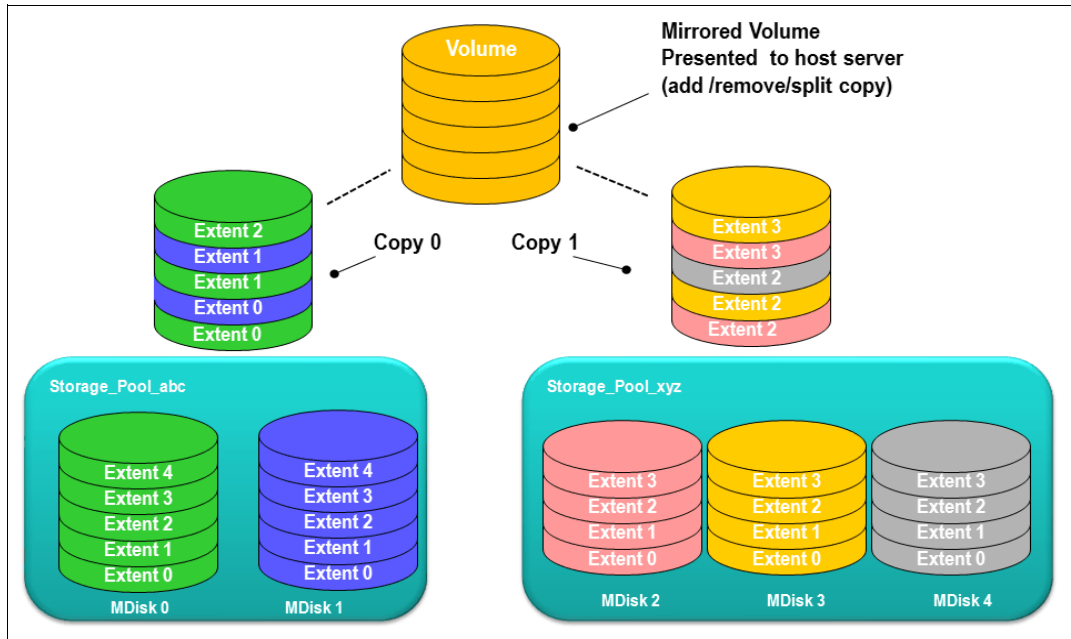 Volume
Mirrored Volume
Presented to host server
(add /remove/split copy)
Extent 2
Extent 1
Extent 1
Extent 0
Extent 0
Copy 0
Copy 1
Extent 3
Extent 3
Extent 2
Extent 2
Extent 2
Storage_Pool_abc
Extent 4
Extent 3
Extent 2
Extent 1
Extent 0
MDisk 0
Extent 4
Extent 3
Extent 2
Extent 1
Extent 0
MDisk 1
Storage_Pool_xyz
Extent 3
Extent 2
Extent 1
Extent 0
MDisk 2
Extent 3
Extent 2
Extent 1
Extent 0
MDisk 3
Extent 3
Extent 2
Extent 1
Extent 0
MDisk 4